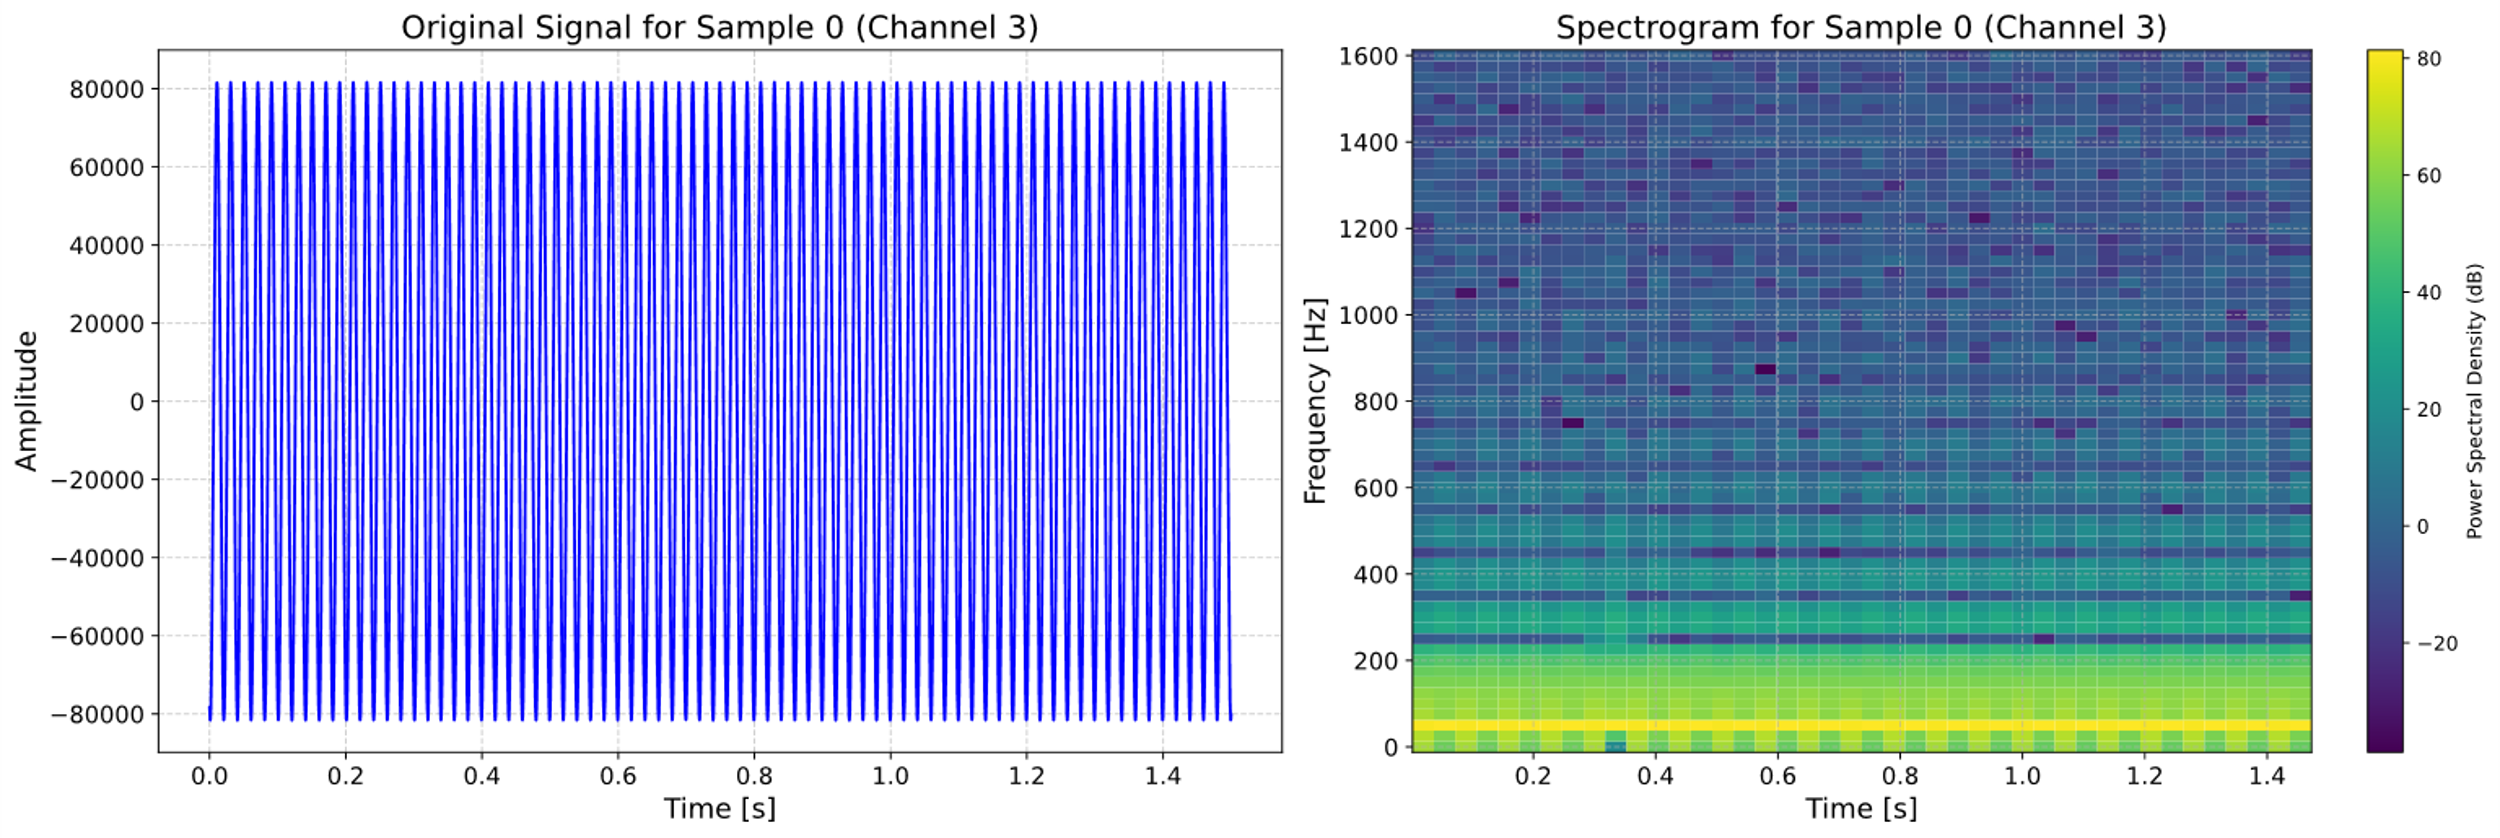 Original Signal for Sample 0 (Channel 3)
80000
60000
40000
20000
0
−20000
−40000
−60000
−80000
Amplitude
0.0 0.2 0.4 0.6 0.8 1.0 1.2 1.4
Time [s]
Spectrogram for Sample 0 (Channel 3)
1600
1400
1200
1000
800
600
400
200
0
Frequency [Hz]
0.2 0.4 0.6 0.8 1.0 1.2 1.4
Time [s]
80
60
40
20
0
−20
Power Spectral Density (dB)